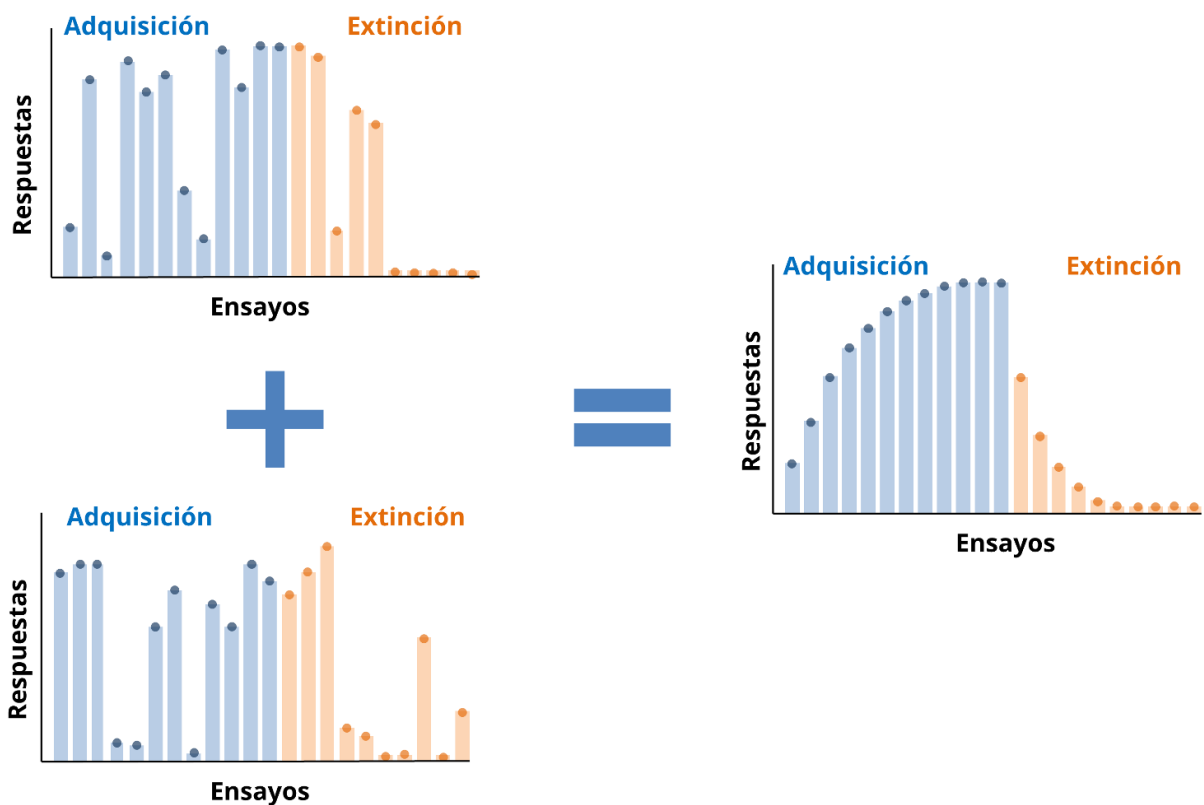 Adquisición
Extinción
Respuestas
Ensayos
Adquisición
Extinción
Respuestas
Ensayos
Adquisición
Extinción
Respuestas
Ensayos